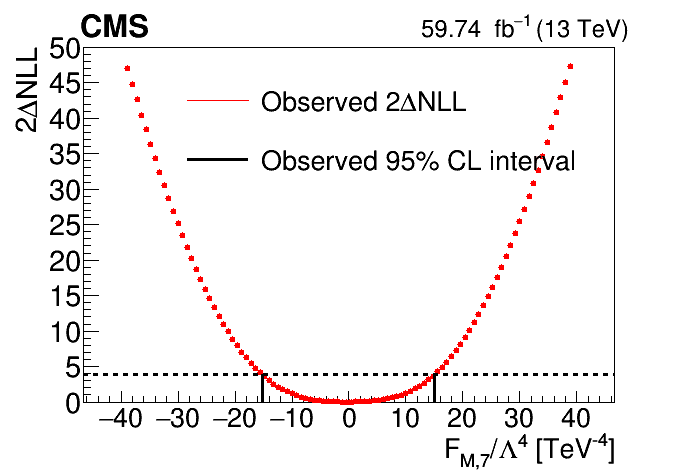 CMS
59.74 fb⁻¹ (13 TeV)
2ΔNLL
50
45
40
35
30
25
20
15
10
5
0
Observed 2ΔNLL
Observed 95% CL interval
−40 −30 −20 −10 0 10 20 30 40
F_{M,7}/Λ⁴ [TeV⁻⁴]